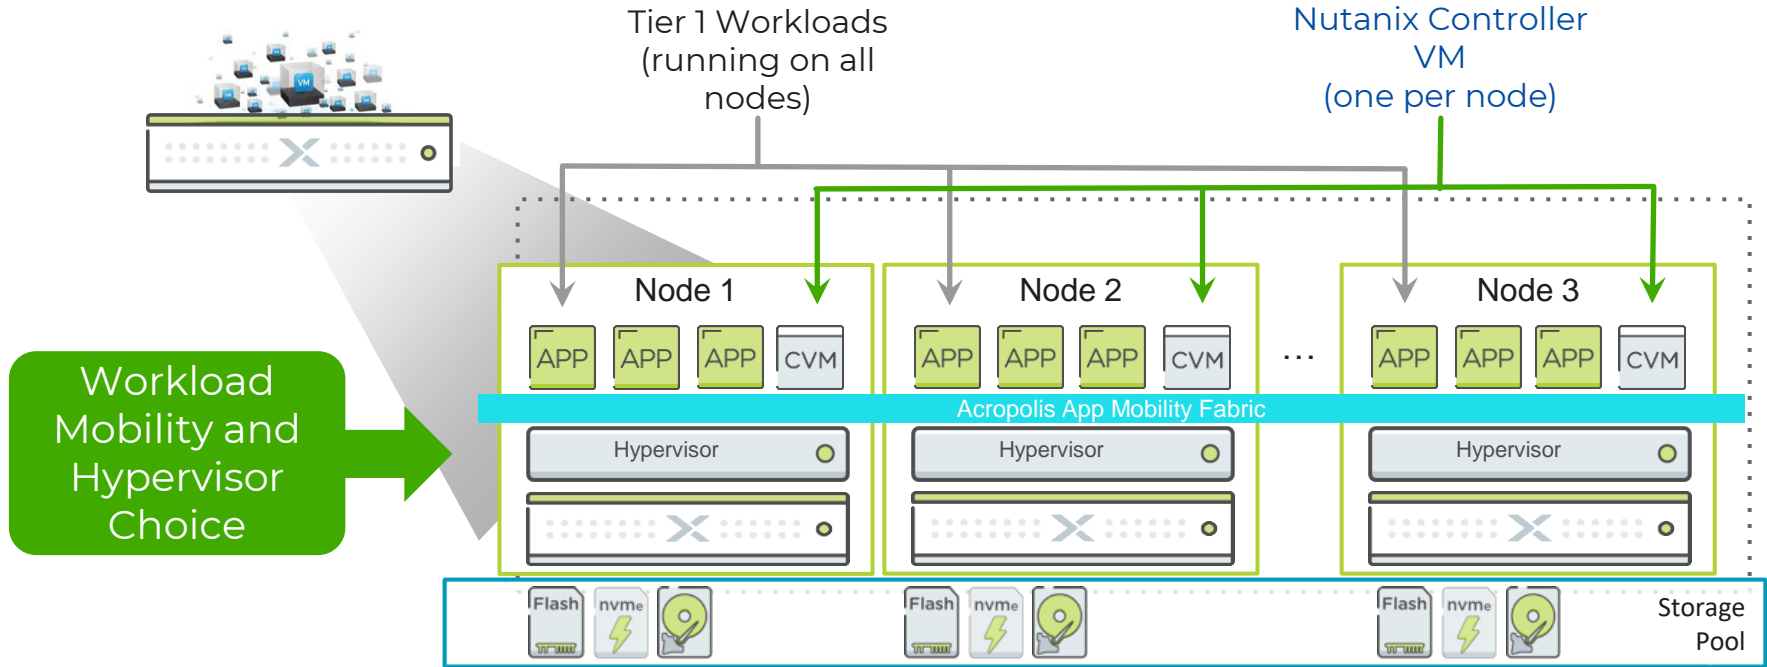 Tier 1 Workloads
(running on all
nodes)
Nutanix Controller
VM
(one per node)
VM
Node 1
Node 2
Node 3
APP
APP
APP
CVM
APP
APP
APP
CVM
...
APP
APP
APP
CVM
Workload
Mobility and
Hypervisor
Choice
Acropolis App Mobility Fabric
Hypervisor
Hypervisor
Hypervisor
Flash
nvme
Flash
nvme
Flash
nvme
Storage
Pool